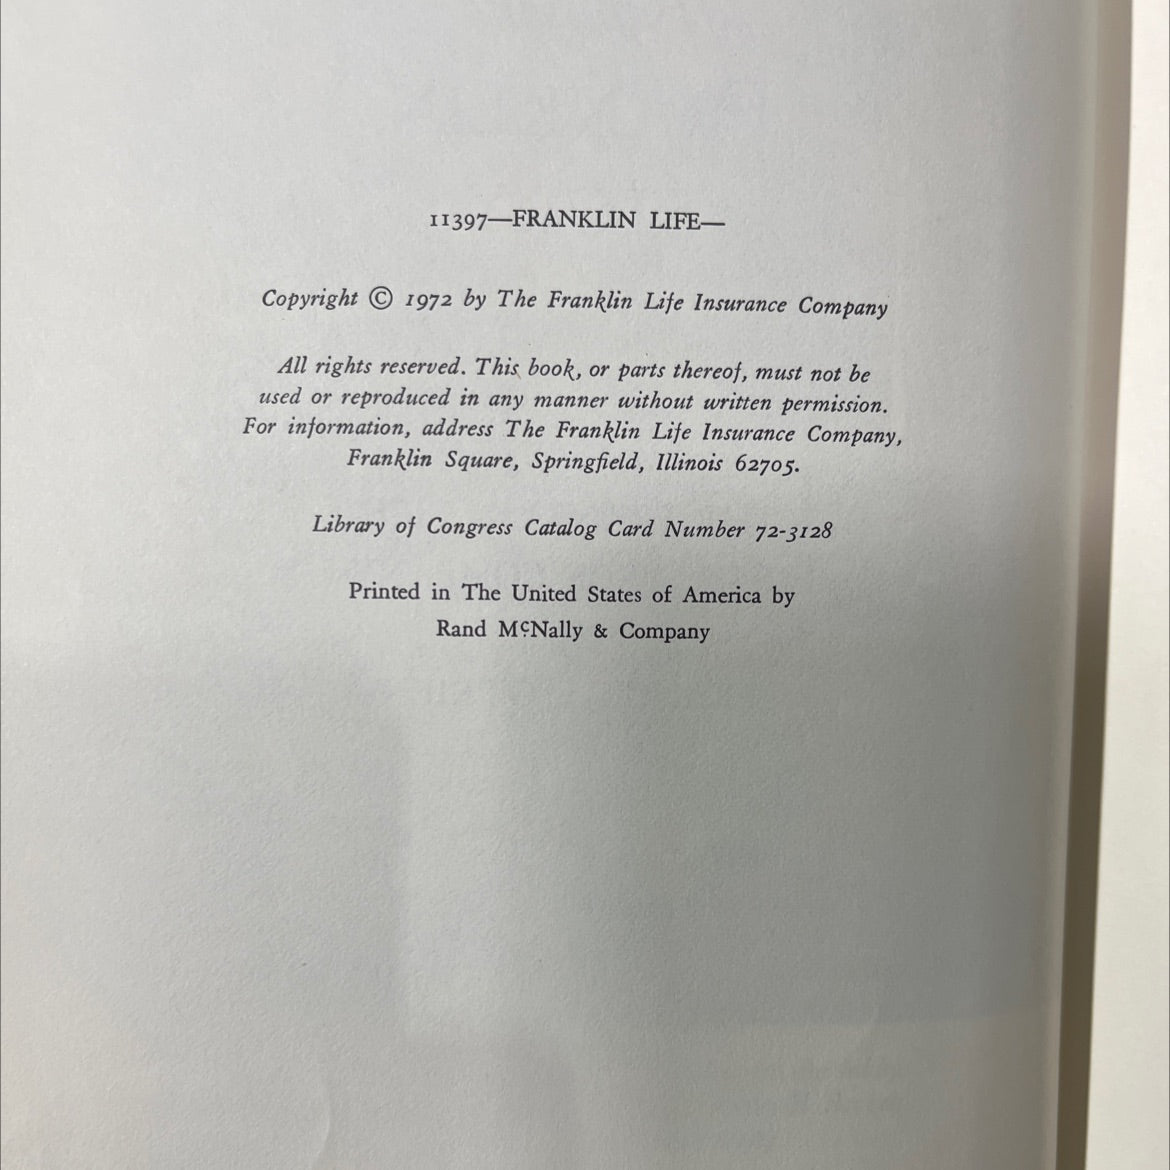 11397—FRANKLIN LIFE—
Copyright © 1972 by The Franklin Life Insurance Company
All rights reserved. This book, or parts thereof, must not be
used or reproduced in any manner without written permission.
For information, address The Franklin Life Insurance Company,
Franklin Square, Springfield, Illinois 62705.
Library of Congress Catalog Card Number 72-3128
Printed in The United States of America by
Rand McNally & Company